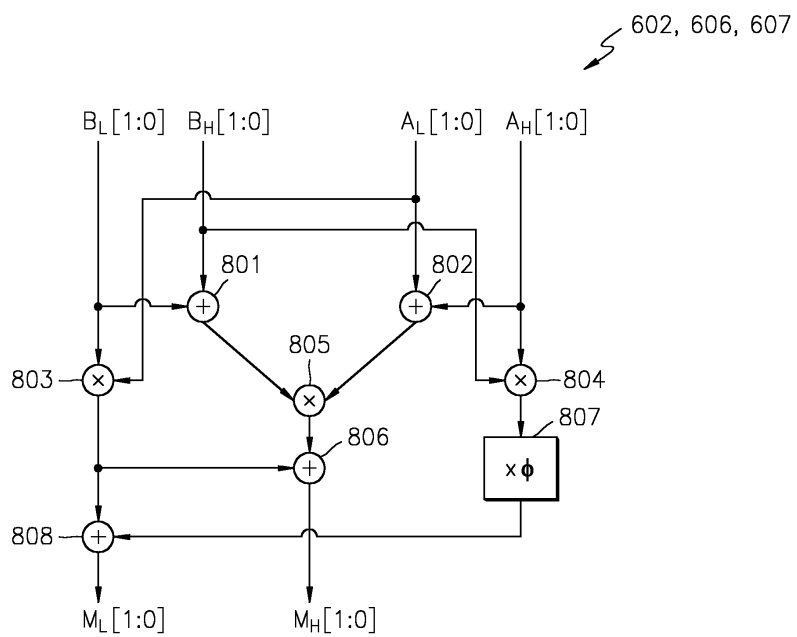 602, 606, 607
B_L[1:0] B_H[1:0] A_L[1:0] A_H[1:0]
801 802
+ +
805
803 × × × 804
807
806
+ ×ϕ
808 +
M_L[1:0] M_H[1:0]